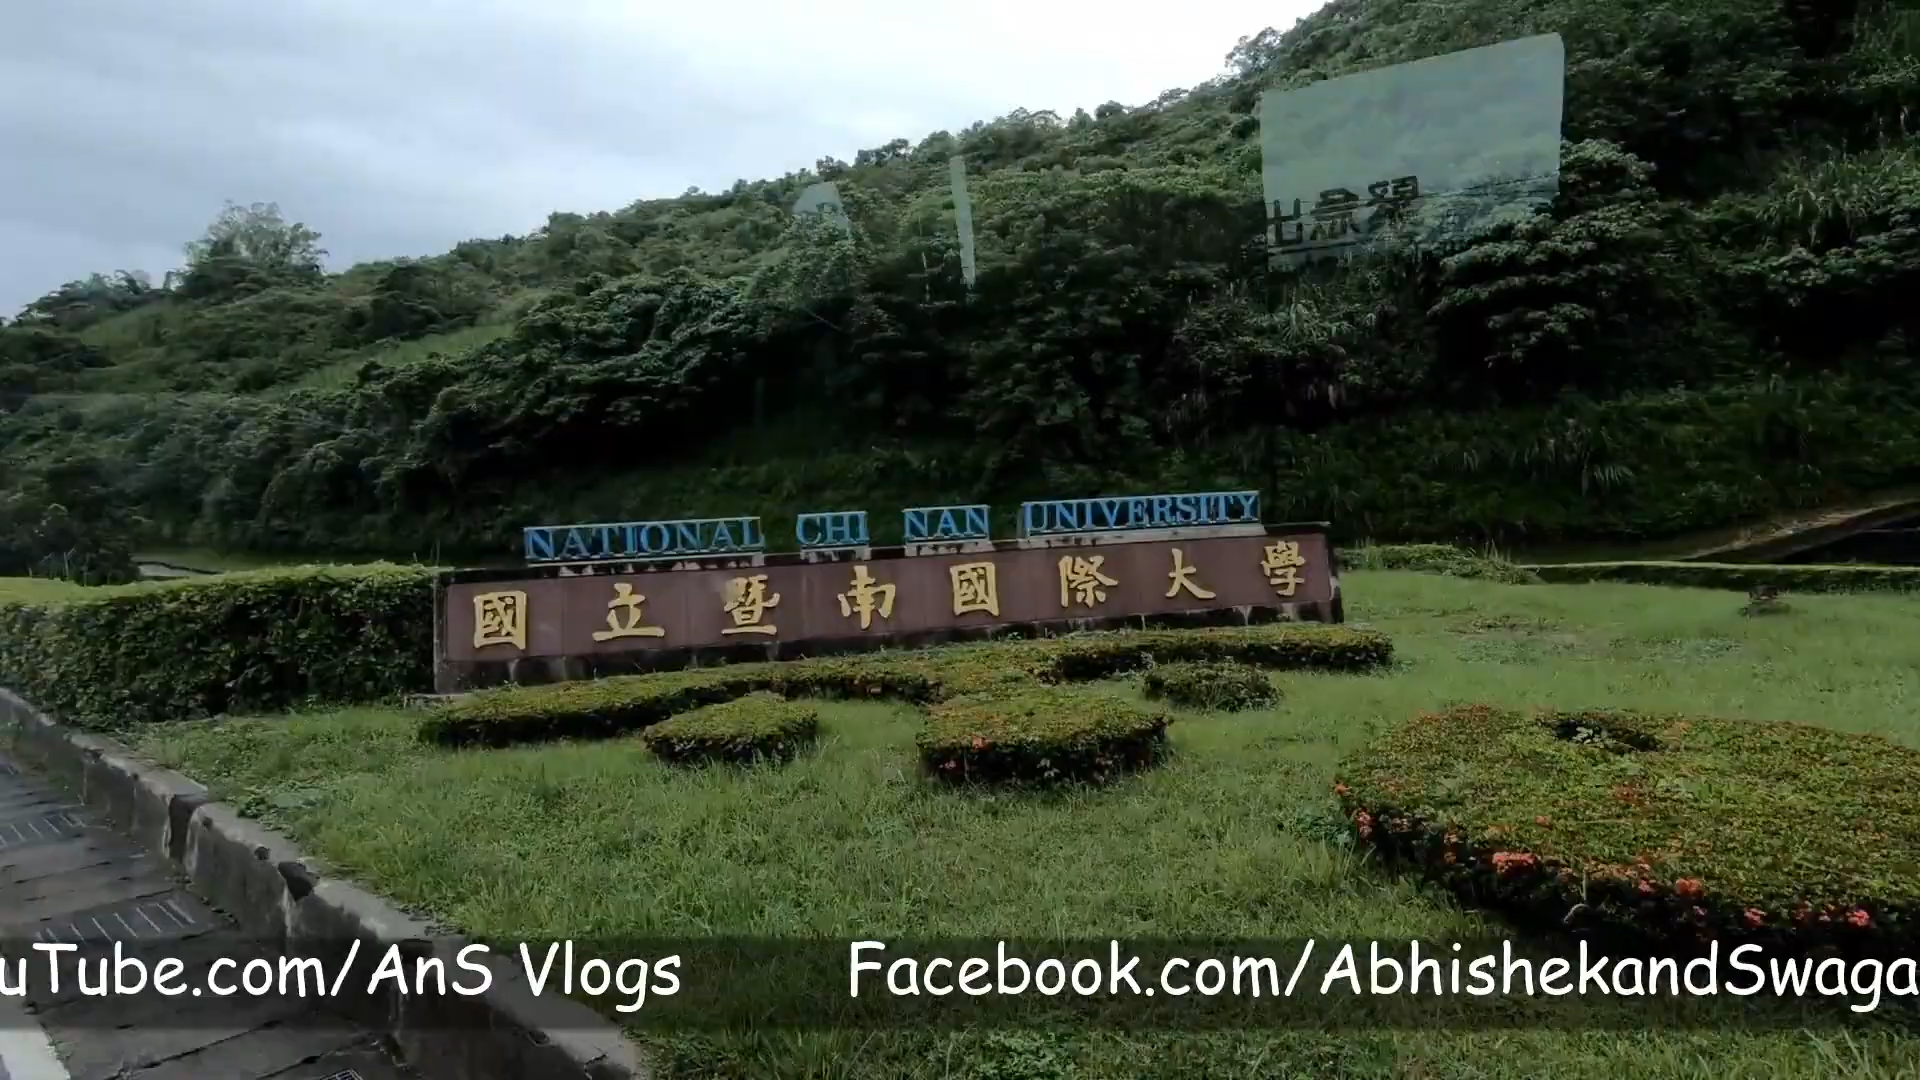 NATIONAL CHI NAN UNIVERSITY
國立暨南國際大學
uTube.com/AnS Vlogs Facebook.com/AbhishekandSwaga